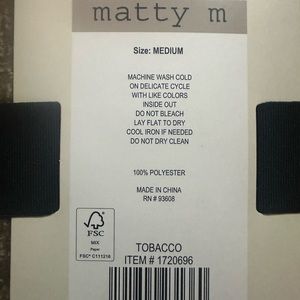 matty m
Size: MEDIUM
MACHINE WASH COLD
ON DELICATE CYCLE
WITH LIKE COLORS
INSIDE OUT
DO NOT BLEACH
LAY FLAT TO DRY
COOL IRON IF NEEDED
DO NOT DRY CLEAN
100% POLYESTER
MADE IN CHINA
RN # 93608
FSC
MIX
Paper
FSC® C111216
TOBACCO
ITEM # 1720696